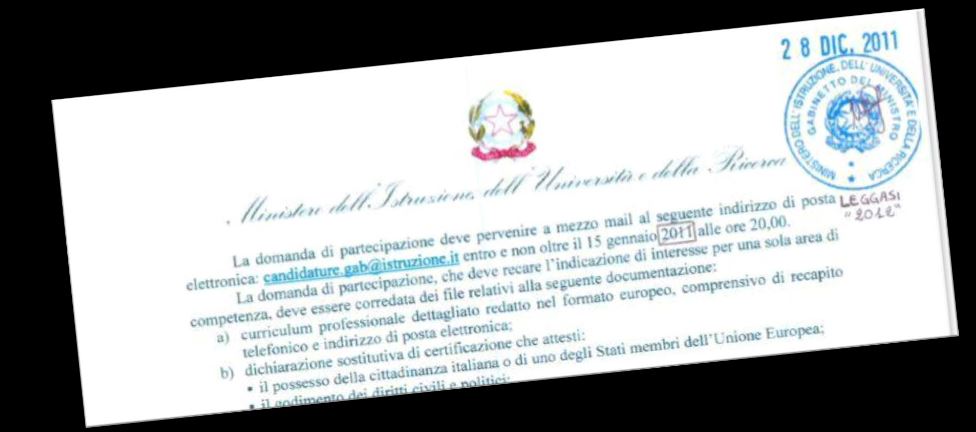 28 DIC. 2011
MINISTERO DELL'ISTRUZIONE, DELL'UNIVERSITÀ E DELLA RICERCA
GABINETTO DEL MINISTRO
Ministero dell'Istruzione, dell'Università e della Ricerca
La domanda di partecipazione deve pervenire a mezzo mail al seguente indirizzo di posta LEGGASI
elettronica: candidature.gab@istruzione.it entro e non oltre il 15 gennaio 2011 alle ore 20,00. "2012"
La domanda di partecipazione, che deve recare l'indicazione di interesse per una sola area di
competenza, deve essere corredata dei file relativi alla seguente documentazione:
a) curriculum professionale dettagliato redatto nel formato europeo, comprensivo di recapito
telefonico e indirizzo di posta elettronica;
b) dichiarazione sostitutiva di certificazione che attesti:
• il possesso della cittadinanza italiana o di uno degli Stati membri dell'Unione Europea;
• il godimento dei diritti civili e politici;